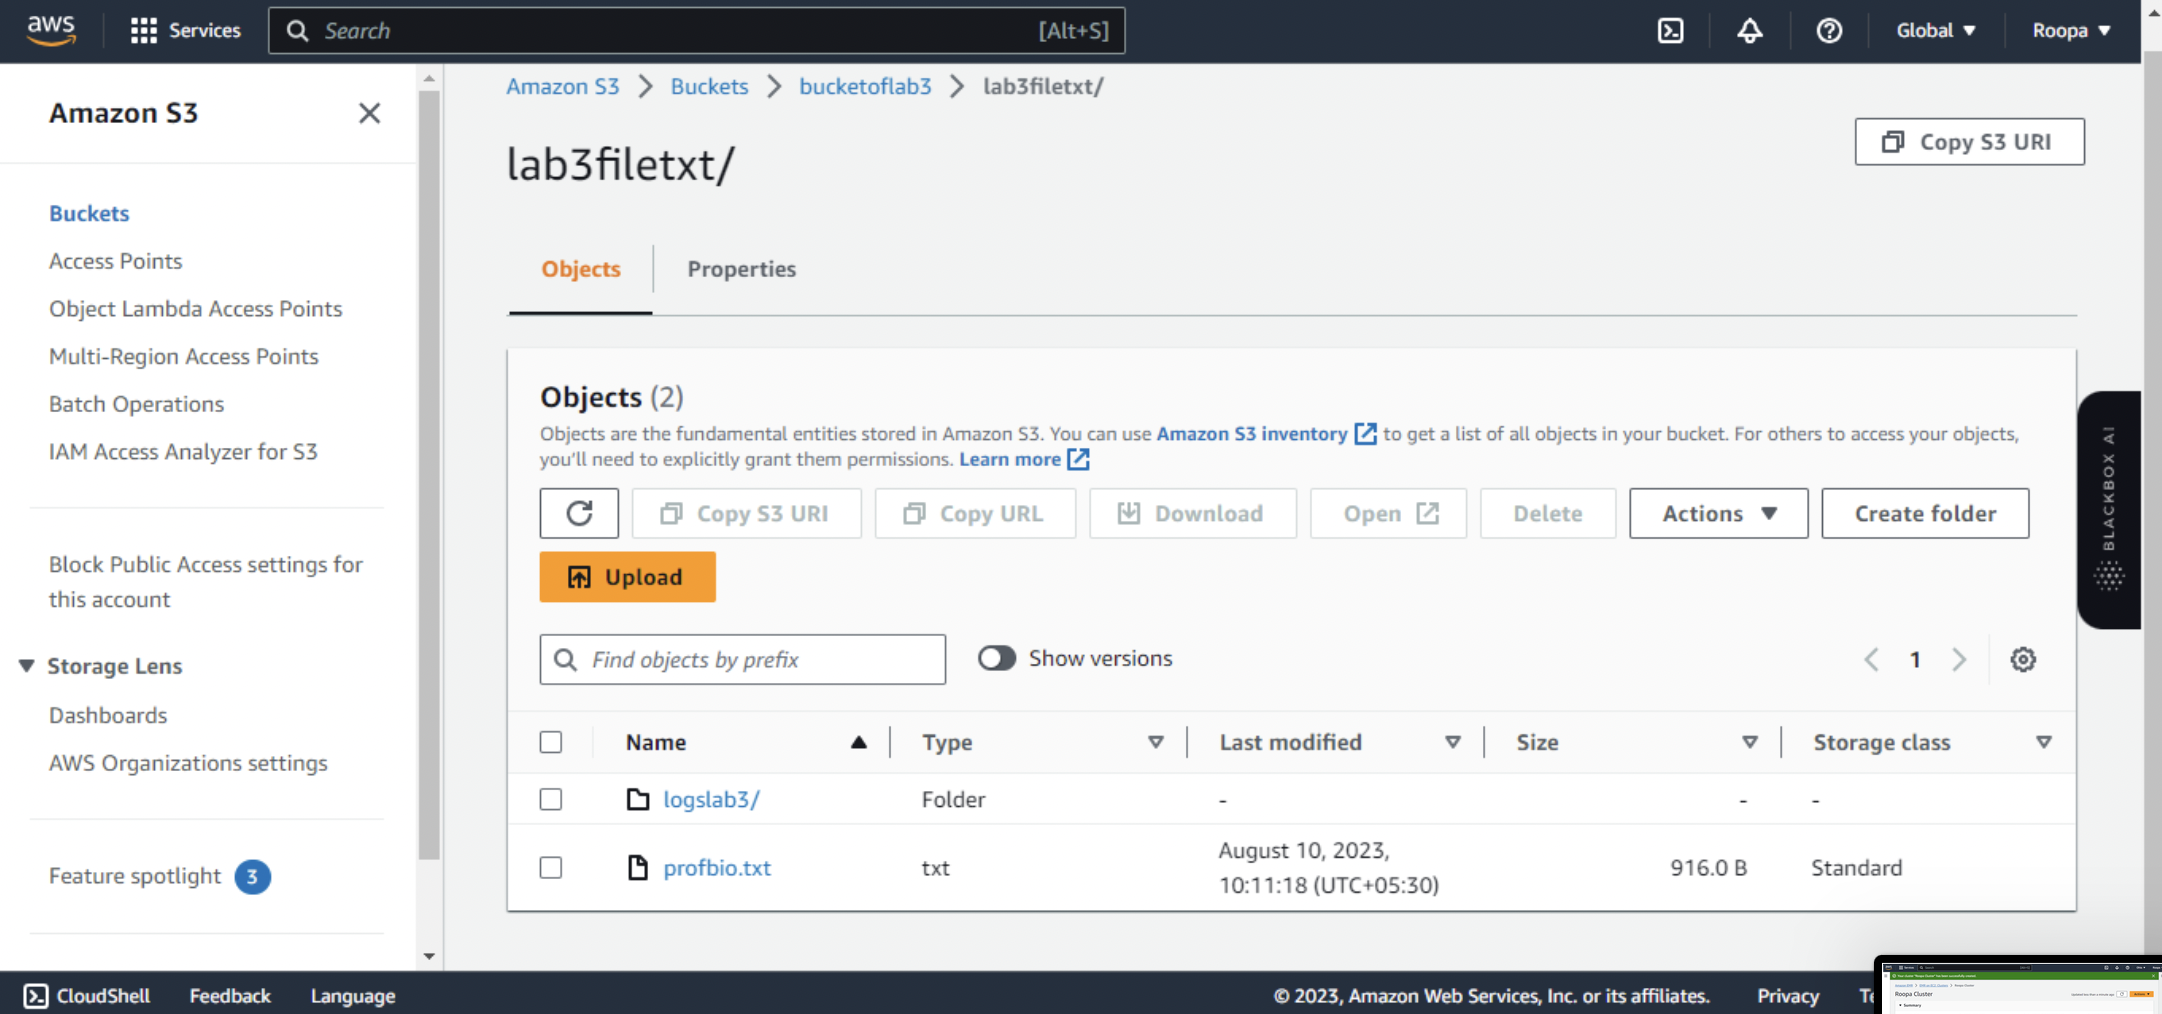 aws
Services
Search
[Alt+S]
Global
Roopa
Amazon S3
Buckets
Access Points
Object Lambda Access Points
Multi-Region Access Points
Batch Operations
IAM Access Analyzer for S3
Block Public Access settings for
this account
Storage Lens
Dashboards
AWS Organizations settings
Feature spotlight 3
Amazon S3 > Buckets > bucketoflab3 > lab3filetxt/
lab3filetxt/
Copy S3 URI
Objects
Properties
Objects (2)
Objects are the fundamental entities stored in Amazon S3. You can use Amazon S3 inventory to get a list of all objects in your bucket. For others to access your objects,
you'll need to explicitly grant them permissions. Learn more
Copy S3 URI
Copy URL
Download
Open
Delete
Actions
Create folder
Upload
Find objects by prefix
Show versions
1
Name
Type
Last modified
Size
Storage class
logslab3/
Folder
-
-
-
profbio.txt
txt
August 10, 2023,
10:11:18 (UTC+05:30)
916.0 B
Standard
BLACKBOX AI
CloudShell
Feedback
Language
© 2023, Amazon Web Services, Inc. or its affiliates.
Privacy
Roopa Cluster
Summary